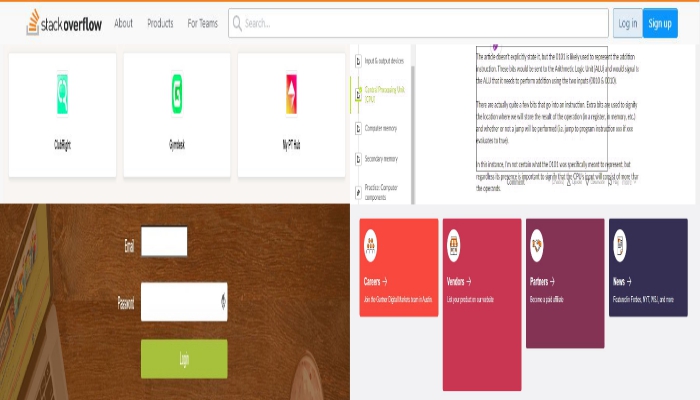 stackoverflow About Products For Teams Search... Log in Sign up
ClubRight Gymdesk My PT Hub
Input & output devices
Central Processing Unit
(CPU)
Computer memory
Secondary memory
Practice: Computer
components
The article doesn't explicitly state it, but the 0101 is likely used to represent the addition
instruction. These bits would be sent to the Arithmetic Logic Unit (ALU) and would signal to
the ALU that it needs to perform addition using the two inputs (0010 & 0010).
There are actually quite a few bits that go into an instruction. Extra bits are used to signify
the location where we will store the result of the operation (in a register, in memory, etc.)
and whether or not a jump will be performed (i.e. jump to program instruction xxx if xxx
evaluates to true).
In this instance, I'm not certain what the 0101 was specifically meant to represent, but
regardless its presence is important to signify that the CPU's input will consist of more than
the operands.
Comment
Email
Password
Login
Careers →
Join the Gartner Digital Markets team in Austin
Vendors →
List your product on our website
Partners →
Become a paid affiliate
News →
Featured in Forbes, NYT, WSJ, and more